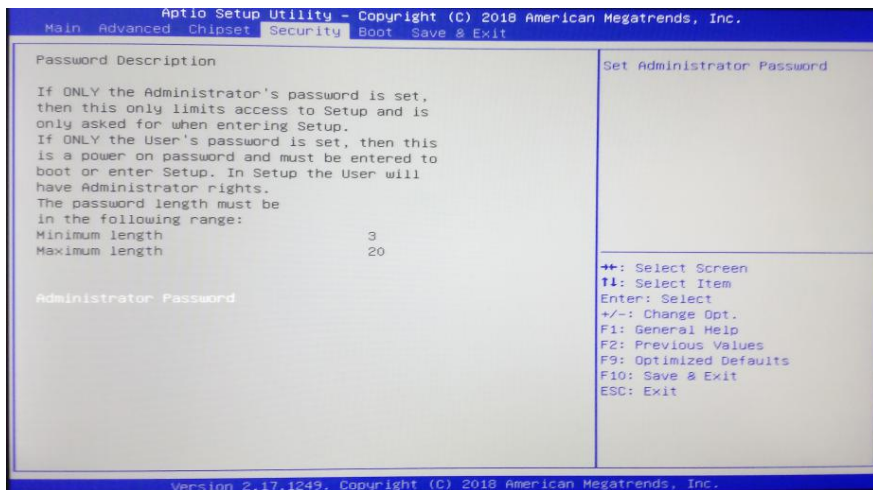 Aptio Setup Utility – Copyright (C) 2018 American Megatrends, Inc.
Main Advanced Chipset Security Boot Save & Exit
Password Description
If ONLY the Administrator's password is set,
then this only limits access to Setup and is
only asked for when entering Setup.
If ONLY the User's password is set, then this
is a power on password and must be entered to
boot or enter Setup. In Setup the User will
have Administrator rights.
The password length must be
in the following range:
Minimum length 3
Maximum length 20
Administrator Password
Set Administrator Password
→←: Select Screen
↑↓: Select Item
Enter: Select
+/-: Change Opt.
F1: General Help
F2: Previous Values
F9: Optimized Defaults
F10: Save & Exit
ESC: Exit
Version 2.17.1249. Copyright (C) 2018 American Megatrends, Inc.